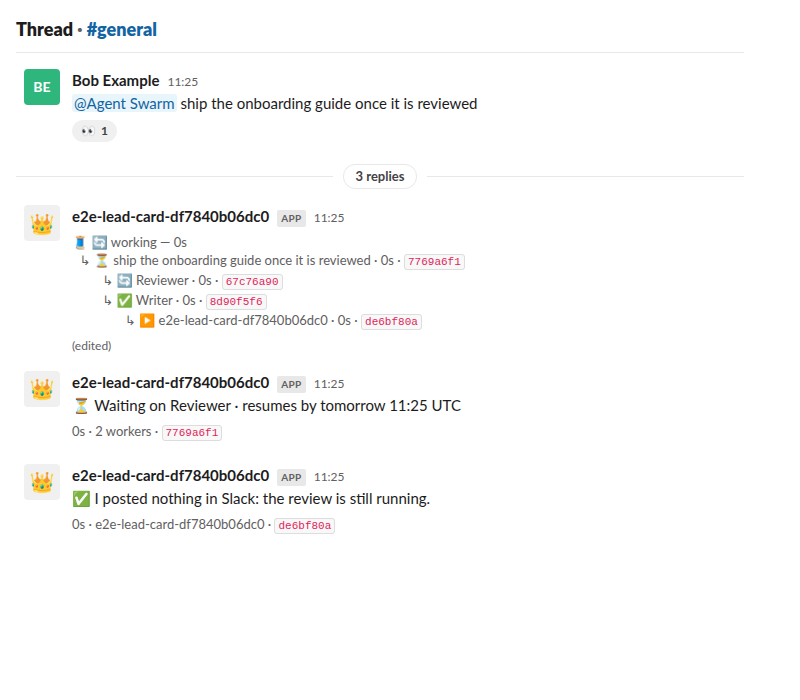 Thread • #general
BE
Bob Example 11:25
@Agent Swarm ship the onboarding guide once it is reviewed
👀 1
3 replies
e2e-lead-card-df7840b06dc0 APP 11:25
🧵 🔄 working — 0s
↳ ⏳ ship the onboarding guide once it is reviewed · 0s · 7769a6f1
↳ 🔄 Reviewer · 0s · 67c76a90
↳ ✅ Writer · 0s · 8d90f5f6
↳ ▶️ e2e-lead-card-df7840b06dc0 · 0s · de6bf80a
(edited)
e2e-lead-card-df7840b06dc0 APP 11:25
⏳ Waiting on Reviewer · resumes by tomorrow 11:25 UTC
0s · 2 workers · 7769a6f1
e2e-lead-card-df7840b06dc0 APP 11:25
✅ I posted nothing in Slack: the review is still running.
0s · e2e-lead-card-df7840b06dc0 · de6bf80a